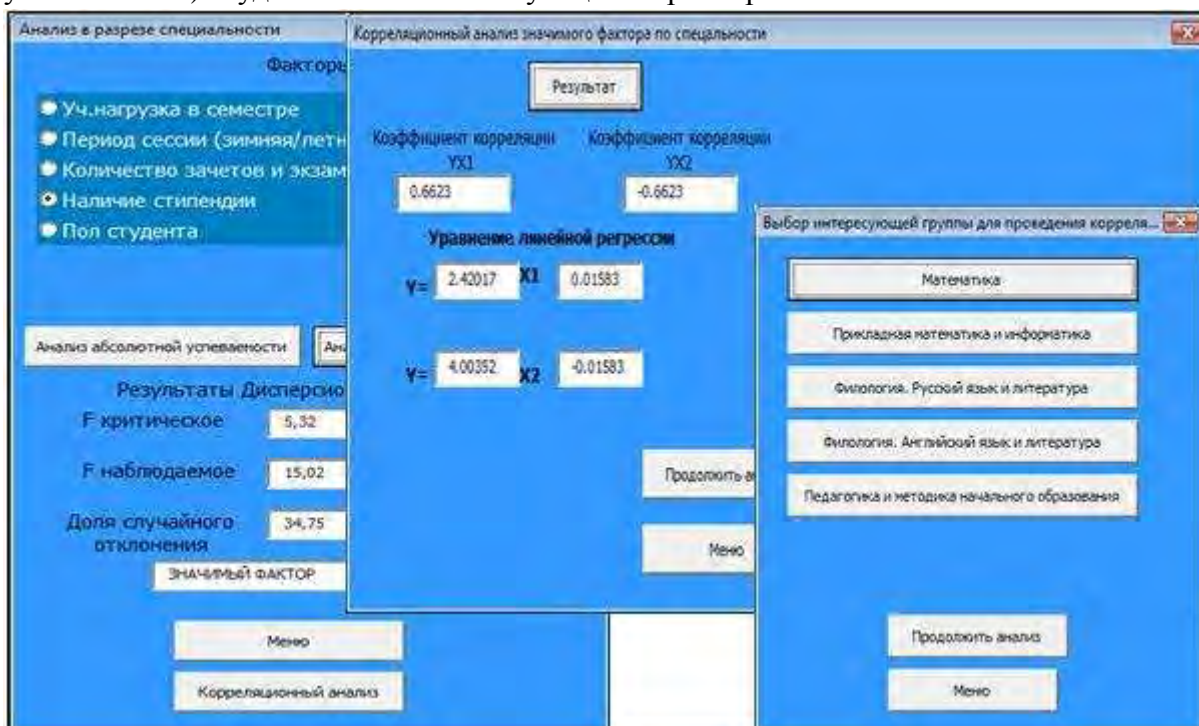 Анализ в разрезе специальности
Факторы
Уч.нагрузка в семестре
Период сессии (зимняя/летн
Количество зачетов и экзам
Наличие стипендии
Пол студента
Анализ абсолютной успеваемости
Ана
Результаты Дисперсио
F критическое 5,32
F наблюдаемое 15,02
Доля случайного 34,75
отклонения
ЗНАЧИМЫЙ ФАКТОР
Меню
Корреляционный анализ
Корреляционный анализ значимого фактора по спецальности
Результат
Коэффициент корреляции Коэффициент корреляции
YX1 YX2
0.6623 -0.6623
Уравнение линейной регрессии
Y= 2.42017 X1 0.01583
Y= 4.00352 X2 -0.01583
Продолжить а
Меню
Выбор интересующей группы для проведения корреля...
Математика
Прикладная математика и информатика
Филология. Русский язык и литература
Филология. Английский язык и литература
Педагогика и методика начального образования
Продолжить анализ
Меню